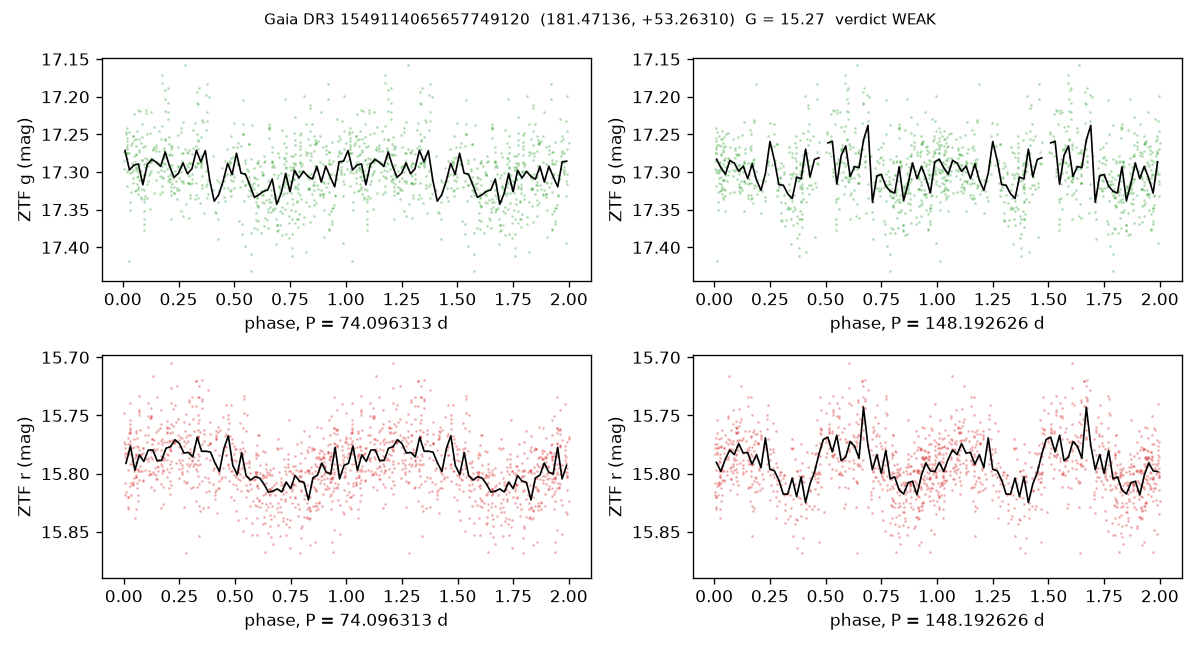 Gaia DR3 1549114065657749120  (181.47136, +53.26310)  G = 15.27  verdict WEAK
17.15
17.20
17.25
17.30
17.35
17.40
ZTF g (mag)
0.00 0.25 0.50 0.75 1.00 1.25 1.50 1.75 2.00
phase, P = 74.096313 d
17.15
17.20
17.25
17.30
17.35
17.40
ZTF g (mag)
0.00 0.25 0.50 0.75 1.00 1.25 1.50 1.75 2.00
phase, P = 148.192626 d
15.70
15.75
15.80
15.85
ZTF r (mag)
0.00 0.25 0.50 0.75 1.00 1.25 1.50 1.75 2.00
phase, P = 74.096313 d
15.70
15.75
15.80
15.85
ZTF r (mag)
0.00 0.25 0.50 0.75 1.00 1.25 1.50 1.75 2.00
phase, P = 148.192626 d